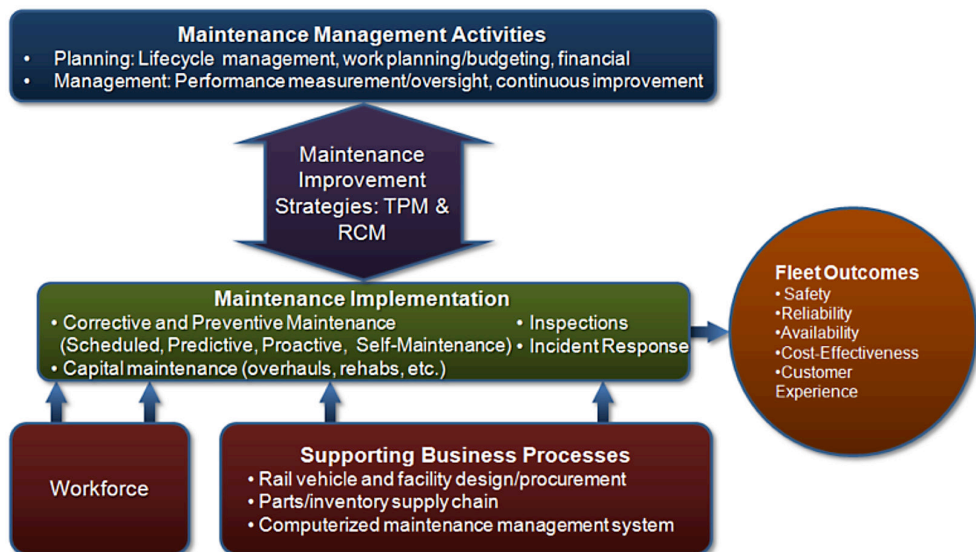 Maintenance Management Activities
• Planning: Lifecycle management, work planning/budgeting, financial
• Management: Performance measurement/oversight, continuous improvement
Maintenance
Improvement
Strategies: TPM &
RCM
Maintenance Implementation
• Corrective and Preventive Maintenance
(Scheduled, Predictive, Proactive, Self-Maintenance)
• Capital maintenance (overhauls, rehabs, etc.)
• Inspections
• Incident Response
Fleet Outcomes
• Safety
•Reliability
•Availability
•Cost-Effectiveness
•Customer
Experience
Workforce
Supporting Business Processes
• Rail vehicle and facility design/procurement
• Parts/inventory supply chain
• Computerized maintenance management system